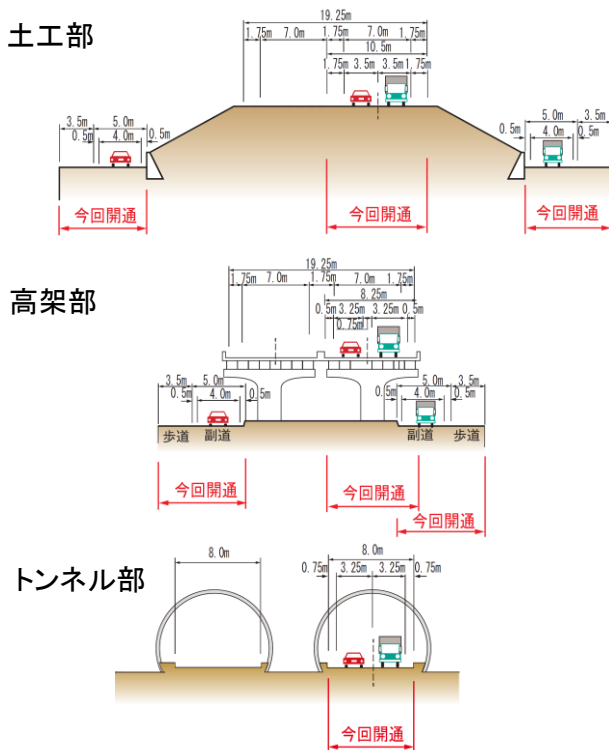 土工部
19.25m
1.75m 7.0m 1.75m 7.0m 1.75m
10.5m
1.75m 3.5m 3.5m 1.75m
3.5m 5.0m
0.5m 4.0m 0.5m
5.0m 3.5m
0.5m 4.0m 0.5m
今回開通 今回開通 今回開通
高架部
19.25m
1.75m 7.0m 1.75m 7.0m 1.75m
8.25m
0.5m 3.25m 3.25m 0.5m
0.75m
3.5m 5.0m
0.5m 4.0m 0.5m
5.0m 3.5m
0.5m 4.0m 0.5m
歩道 副道 副道 歩道
今回開通 今回開通
今回開通
トンネル部
8.0m 8.0m
0.75m 3.25m 3.25m 0.75m
今回開通